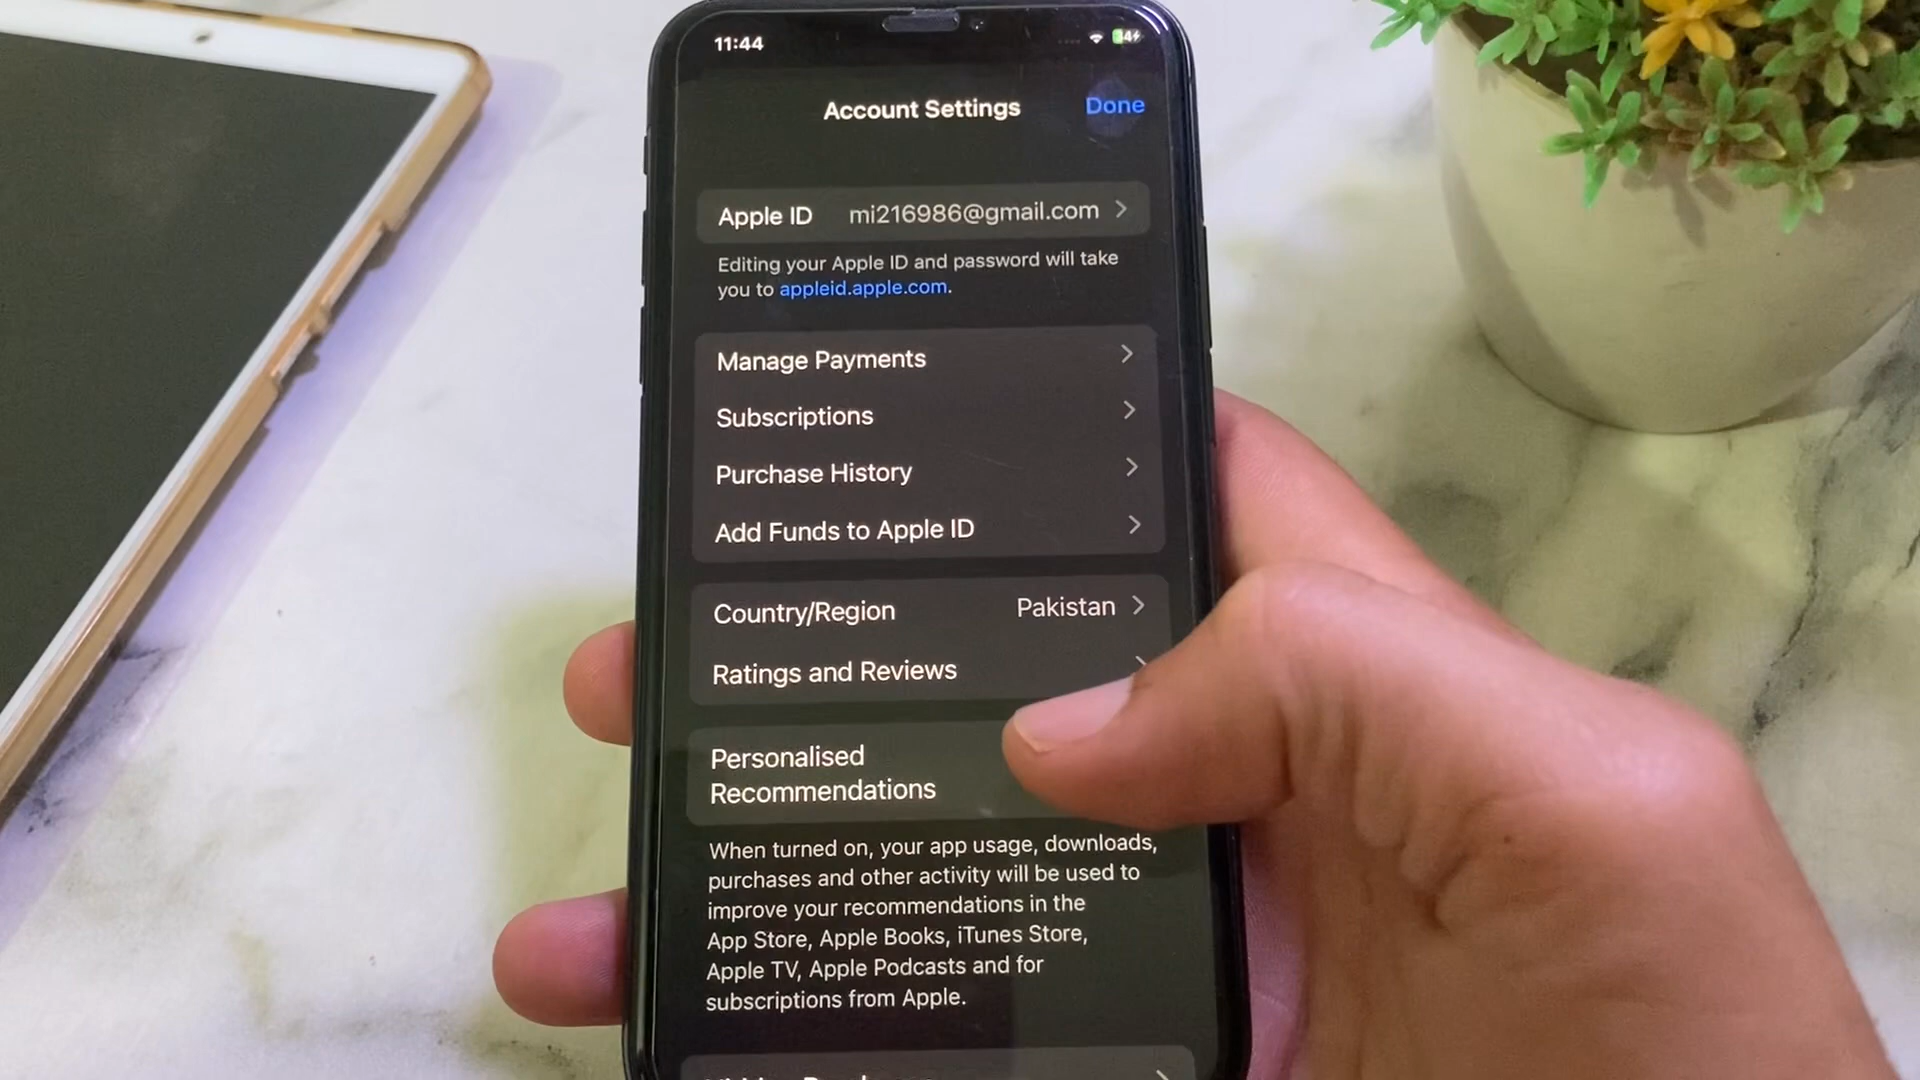 11:44
34
Account Settings
Done
Apple ID mi216986@gmail.com
Editing your Apple ID and password will take
you to appleid.apple.com.
Manage Payments
Subscriptions
Purchase History
Add Funds to Apple ID
Country/Region Pakistan
Ratings and Reviews
Personalised
Recommendations
When turned on, your app usage, downloads,
purchases and other activity will be used to
improve your recommendations in the
App Store, Apple Books, iTunes Store,
Apple TV, Apple Podcasts and for
subscriptions from Apple.